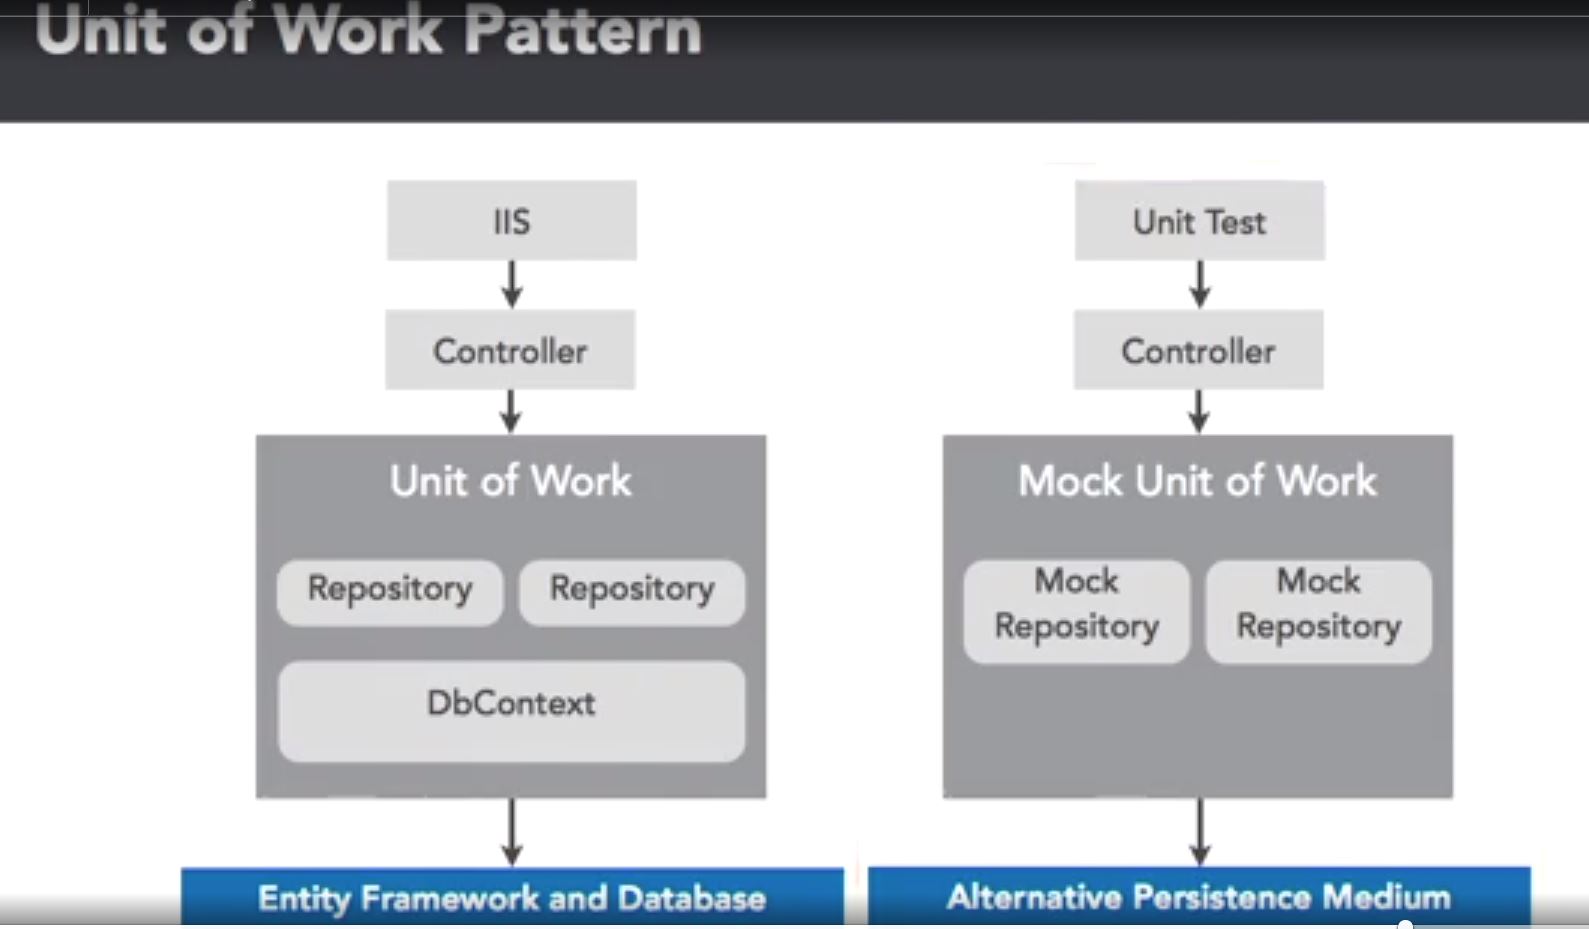 Unit of Work Pattern
IIS
Controller
Unit of Work
Repository
Repository
DbContext
Entity Framework and Database
Unit Test
Controller
Mock Unit of Work
Mock
Repository
Mock
Repository
Alternative Persistence Medium